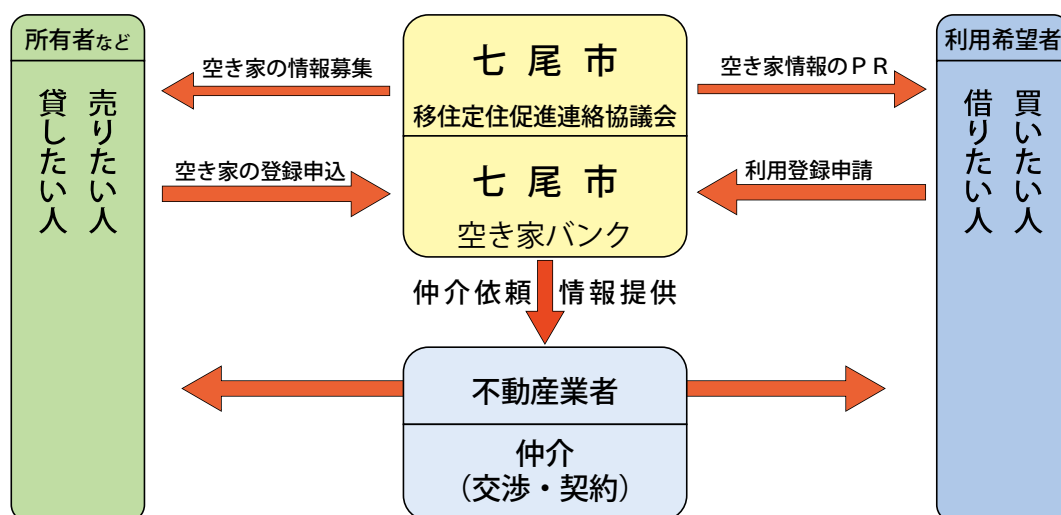 所有者など
売りたい人
貸したい人
空き家の情報募集
空き家の登録申込
七尾市
移住定住促進連絡協議会
七尾市
空き家バンク
空き家情報のPR
利用登録申請
利用希望者
買いたい人
借りたい人
仲介依頼 情報提供
不動産業者
仲介
(交渉・契約)